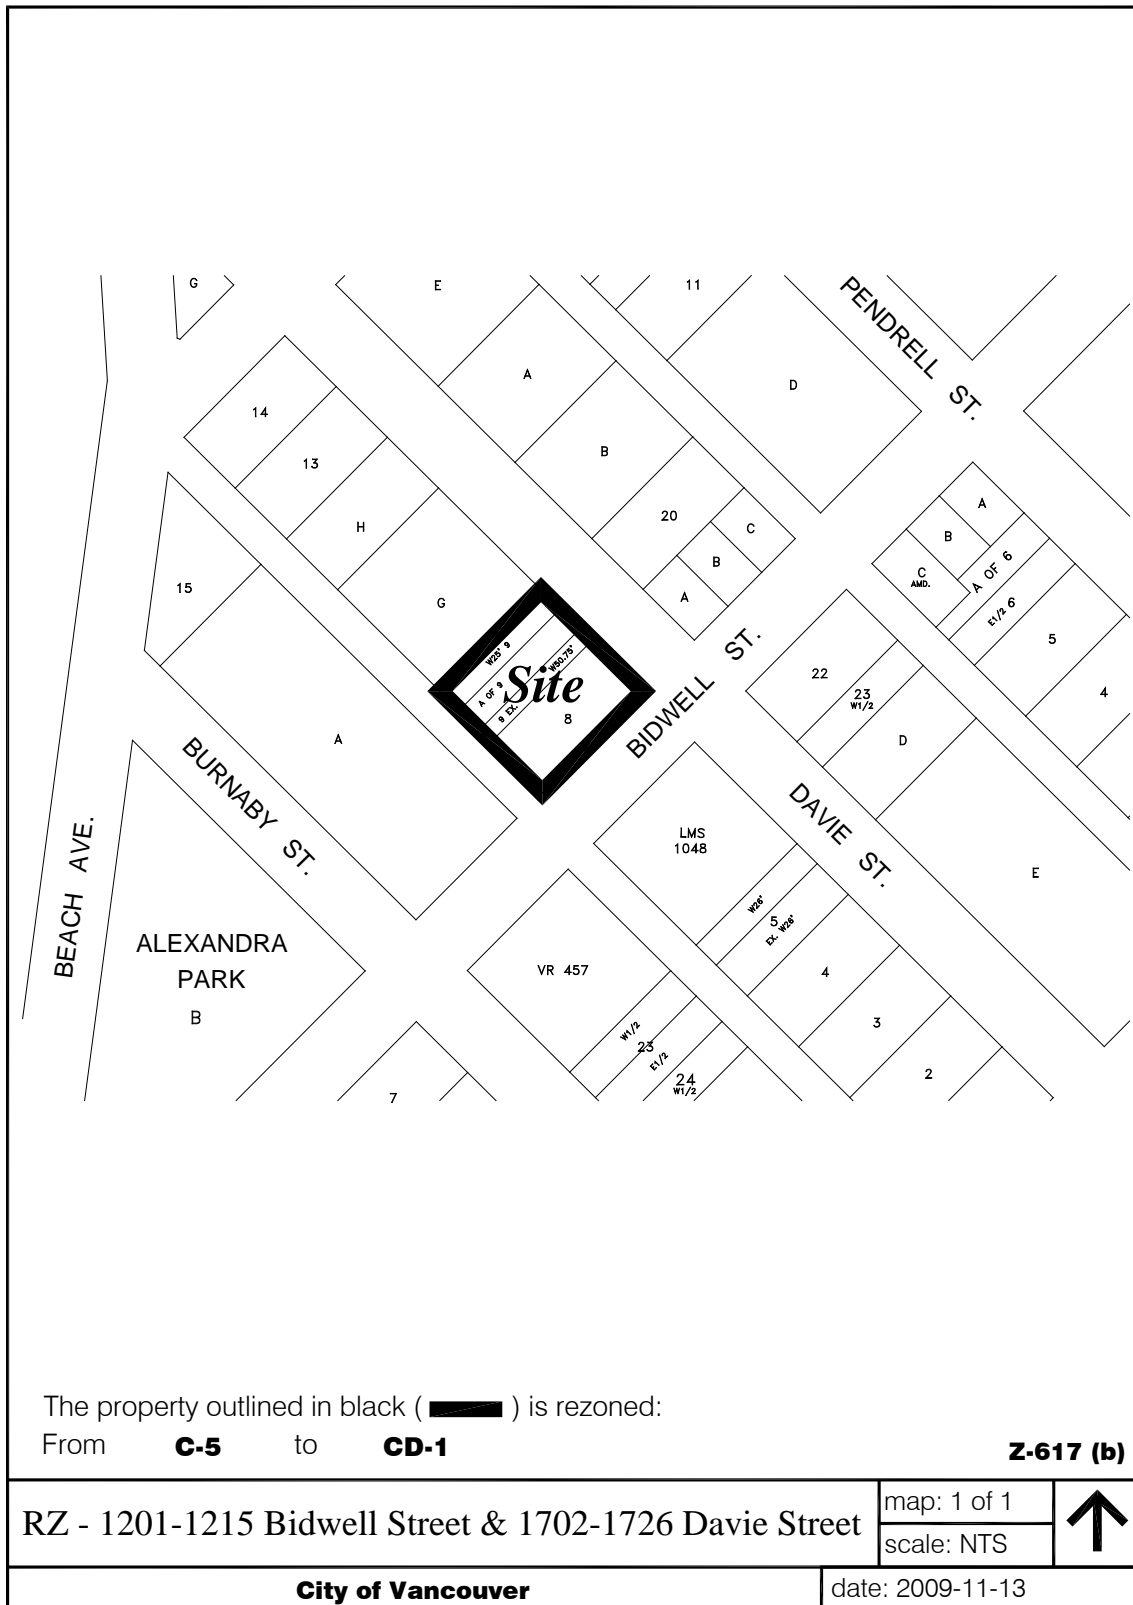 G
E
11
PENDRELL ST.
A
D
14
B
13
20
C
A
H
B
B
C
AMD.
A OF 6
15
A
G
E1/2 6
W25' 9
W50.75'
5
22
A OF 9
Site
23
W1/2
4
9 EX.
8
BIDWELL ST.
A
D
BURNABY ST.
DAVIE ST.
LMS
1048
E
BEACH AVE.
W26'
5
EX. W26'
ALEXANDRA
PARK
B
VR 457
4
3
W1/2
23
E1/2
24
W1/2
2
7
The property outlined in black ( ) is rezoned:
From C-5 to CD-1
Z-617 (b)
RZ - 1201-1215 Bidwell Street & 1702-1726 Davie Street
map: 1 of 1
scale: NTS
City of Vancouver
date: 2009-11-13